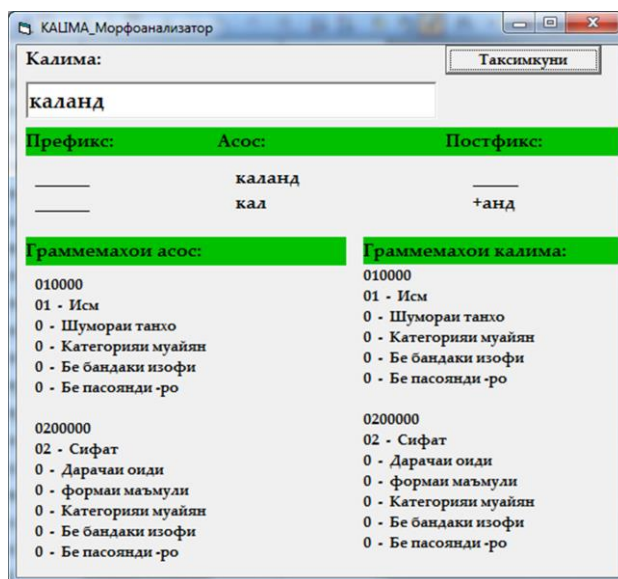 KALIMA_Морфоанализатор
Калима: Таксимкуни
каланд
Префикс: Асос: Постфикс:
______ каланд _____
______ кал +анд
Граммемахои асос:
010000
01 - Исм
0 - Шумораи танхо
0 - Категорияи муайян
0 - Бе бандаки изофи
0 - Бе пасоянди -ро
0200000
02 - Сифат
0 - Дарачаи оиди
0 - формаи маъмули
0 - Категорияи муайян
0 - Бе бандаки изофи
0 - Бе пасоянди -ро
Граммемахои калима:
010000
01 - Исм
0 - Шумораи танхо
0 - Категорияи муайян
0 - Бе бандаки изофи
0 - Бе пасоянди -ро
0200000
02 - Сифат
0 - Дарачаи оиди
0 - формаи маъмули
0 - Категорияи муайян
0 - Бе бандаки изофи
0 - Бе пасоянди -ро